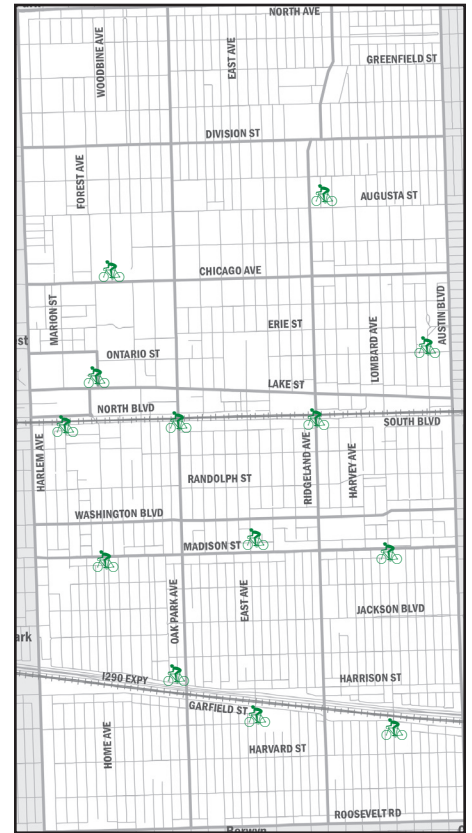 NORTH AVE
WOODBINE AVE
EAST AVE
GREENFIELD ST
DIVISION ST
FOREST AVE
AUGUSTA ST
CHICAGO AVE
MARION ST
ERIE ST
LOMBARD AVE
AUSTIN BLVD
st
ONTARIO ST
LAKE ST
NORTH BLVD
SOUTH BLVD
HARLEM AVE
RIDGELAND AVE
HARVEY AVE
RANDOLPH ST
WASHINGTON BLVD
MADISON ST
OAK PARK AVE
EAST AVE
JACKSON BLVD
ark
I290 EXPY
HARRISON ST
GARFIELD ST
HOME AVE
HARVARD ST
ROOSEVELT RD
Berwyn